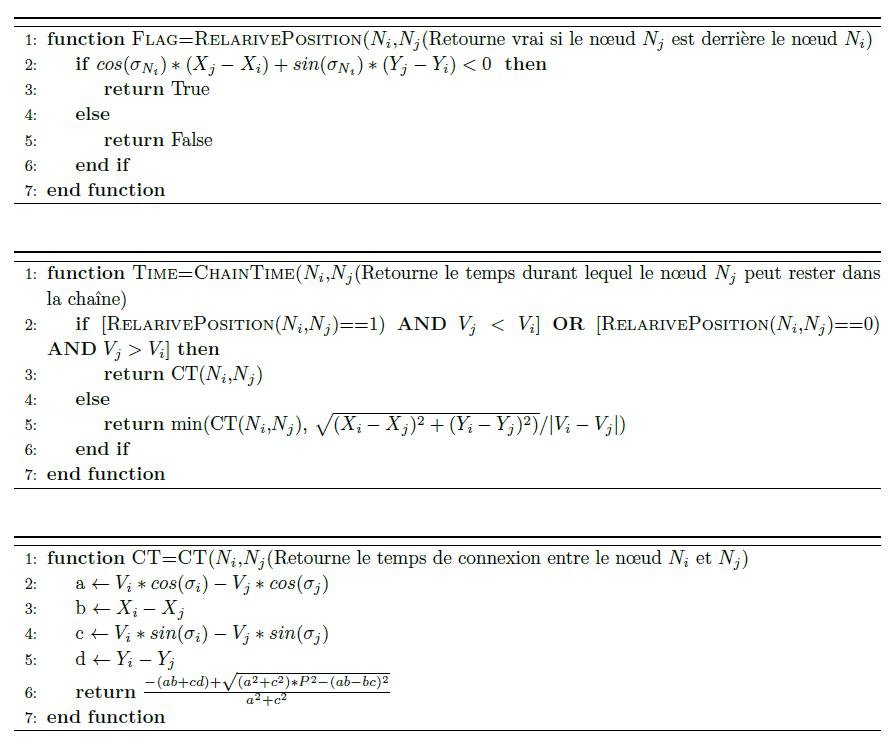 1: function FLAG=RELARIVEPOSITION(N_i,N_j(Retourne vrai si le nœud N_j est derrière le nœud N_i)
2: if cos(σ_{N_i}) ∗ (X_j − X_i) + sin(σ_{N_i}) ∗ (Y_j − Y_i) < 0 then
3: return True
4: else
5: return False
6: end if
7: end function
1: function TIME=CHAINTIME(N_i,N_j(Retourne le temps durant lequel le nœud N_j peut rester dans
la chaîne)
2: if [RELARIVEPOSITION(N_i,N_j)==1) AND V_j < V_i] OR [RELARIVEPOSITION(N_i,N_j)==0)
AND V_j > V_i] then
3: return CT(N_i,N_j)
4: else
5: return min(CT(N_i,N_j), √((X_i − X_j)² + (Y_i − Y_j)²)/|V_i − V_j|)
6: end if
7: end function
1: function CT=CT(N_i,N_j(Retourne le temps de connexion entre le nœud N_i et N_j)
2: a ← V_i ∗ cos(σ_i) − V_j ∗ cos(σ_j)
3: b ← X_i − X_j
4: c ← V_i ∗ sin(σ_i) − V_j ∗ sin(σ_j)
5: d ← Y_i − Y_j
6: return −(ab+cd)+√((a²+c²)∗P²−(ab−bc)²) / a²+c²
7: end function